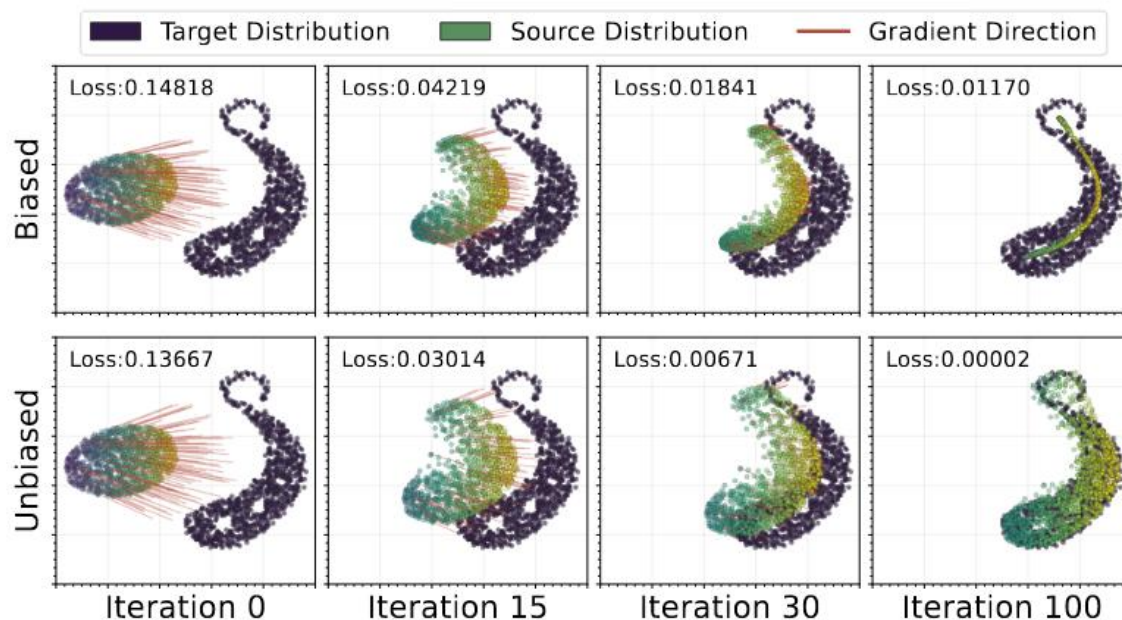 Target Distribution Source Distribution Gradient Direction
Biased
Loss:0.14818 Loss:0.04219 Loss:0.01841 Loss:0.01170
Unbiased
Loss:0.13667 Loss:0.03014 Loss:0.00671 Loss:0.00002
Iteration 0 Iteration 15 Iteration 30 Iteration 100